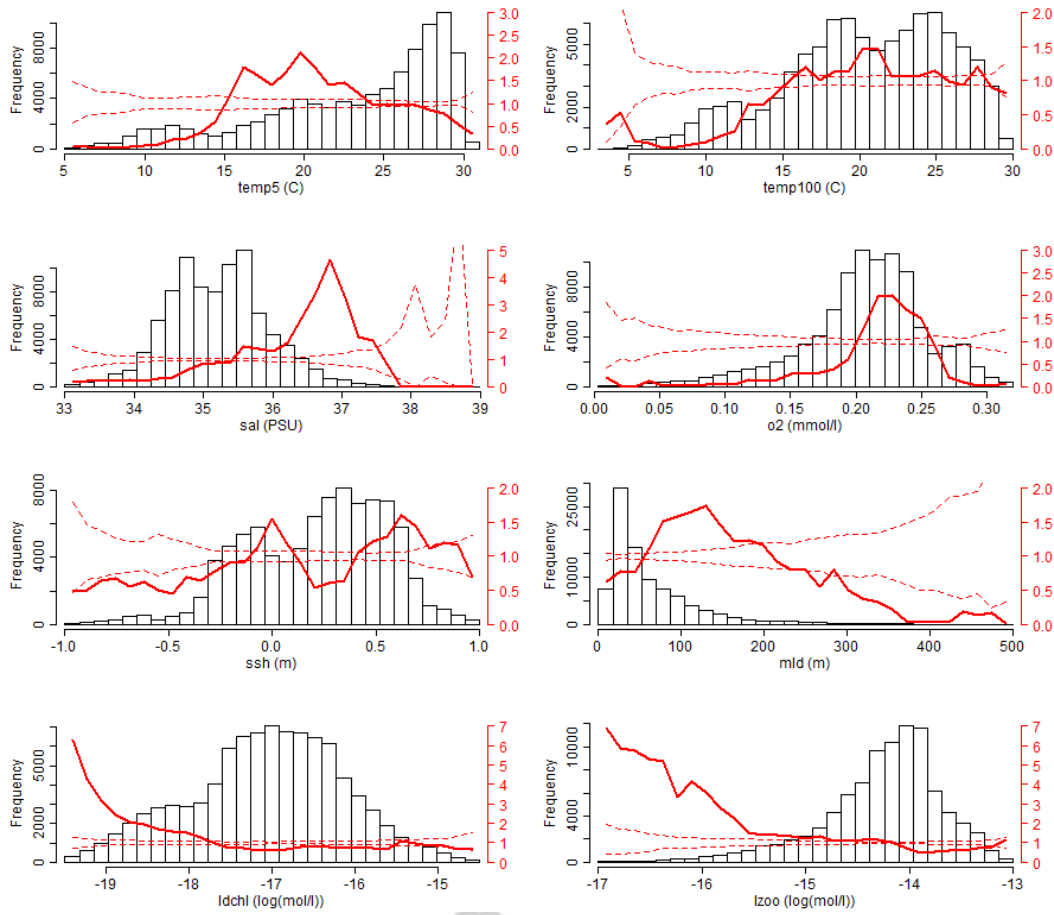 Frequency
0 4000 8000
0.0 0.5 1.0 1.5 2.0 2.5 3.0
5 10 15 20 25 30
temp5 (C)
Frequency
0 2000 5000
0.0 0.5 1.0 1.5 2.0
5 10 15 20 25 30
temp100 (C)
Frequency
0 4000 8000
0 1 2 3 4 5
33 34 35 36 37 38 39
sal (PSU)
Frequency
0 4000 8000
0.0 0.5 1.0 1.5 2.0 2.5 3.0
0.00 0.05 0.10 0.15 0.20 0.25 0.30
o2 (mmol/l)
Frequency
0 4000 8000
0.0 0.5 1.0 1.5 2.0
-1.0 -0.5 0.0 0.5 1.0
ssh (m)
Frequency
0 10000 25000
0.0 0.5 1.0 1.5 2.0
0 100 200 300 400 500
mld (m)
Frequency
0 2000 5000
0 1 2 3 4 5 6 7
-19 -18 -17 -16 -15
ldchl (log(mol/l))
Frequency
0 4000 10000
0 1 2 3 4 5 6 7
-17 -16 -15 -14 -13
lzoo (log(mol/l))